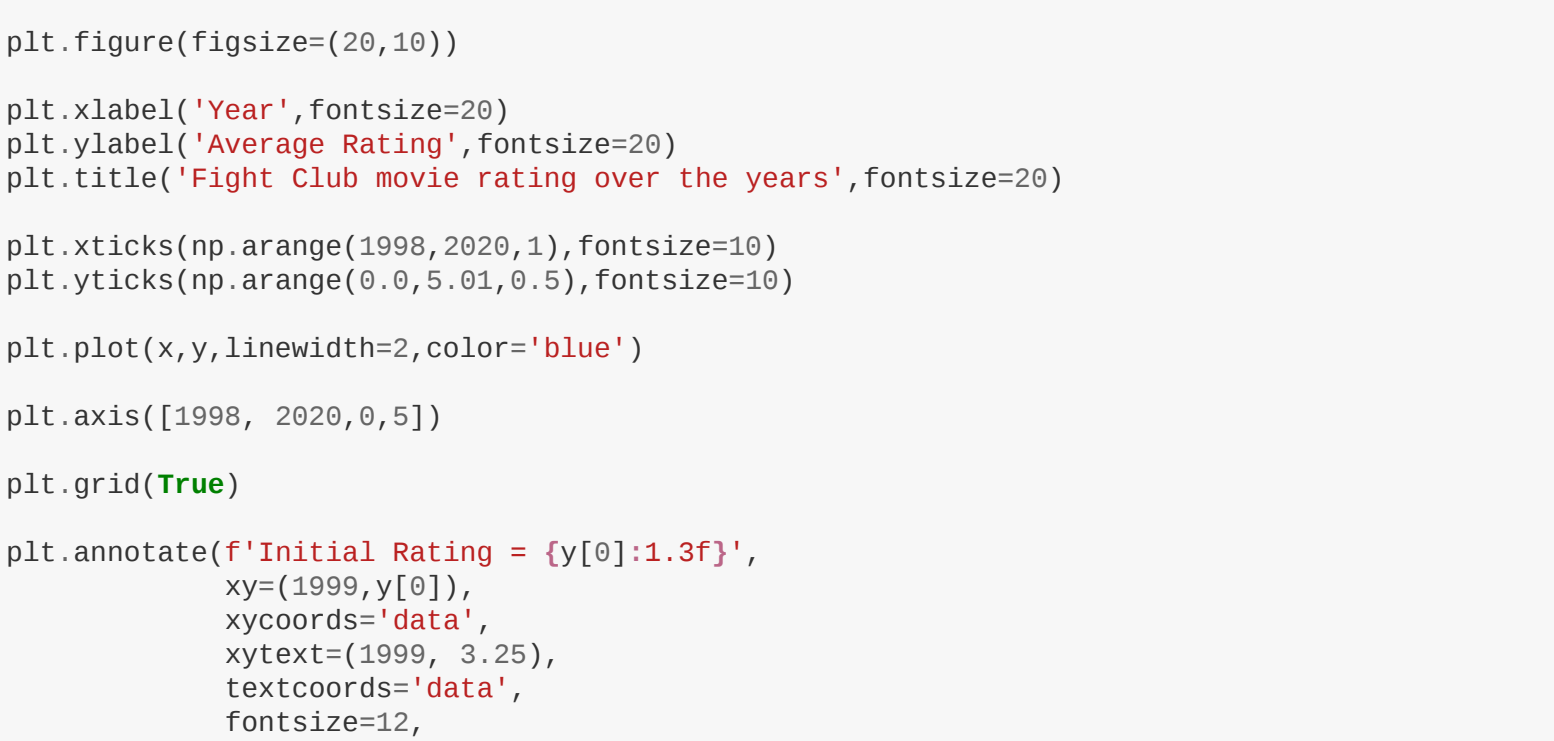 plt.figure(figsize=(20,10))
plt.xlabel('Year',fontsize=20)
plt.ylabel('Average Rating',fontsize=20)
plt.title('Fight Club movie rating over the years',fontsize=20)
plt.xticks(np.arange(1998,2020,1),fontsize=10)
plt.yticks(np.arange(0.0,5.01,0.5),fontsize=10)
plt.plot(x,y,linewidth=2,color='blue')
plt.axis([1998, 2020,0,5])
plt.grid(True)
plt.annotate(f'Initial Rating = {y[0]:1.3f}',
             xy=(1999,y[0]),
             xycoords='data',
             xytext=(1999, 3.25),
             textcoords='data',
             fontsize=12,